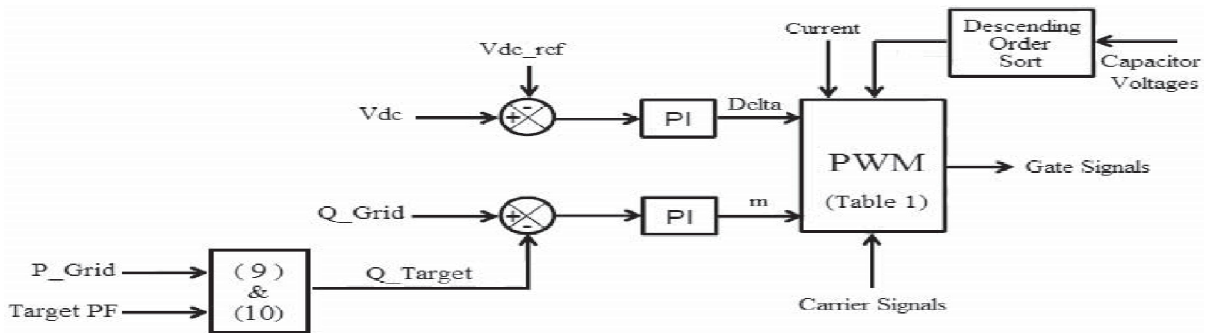 Vdc_ref
Current
Descending
Order
Sort
Capacitor
Voltages
Vdc
+
-
PI
Delta
PWM
(Table 1)
Gate Signals
Q_Grid
+
-
PI
m
P_Grid
Target PF
( 9 )
&
(10)
Q_Target
Carrier Signals